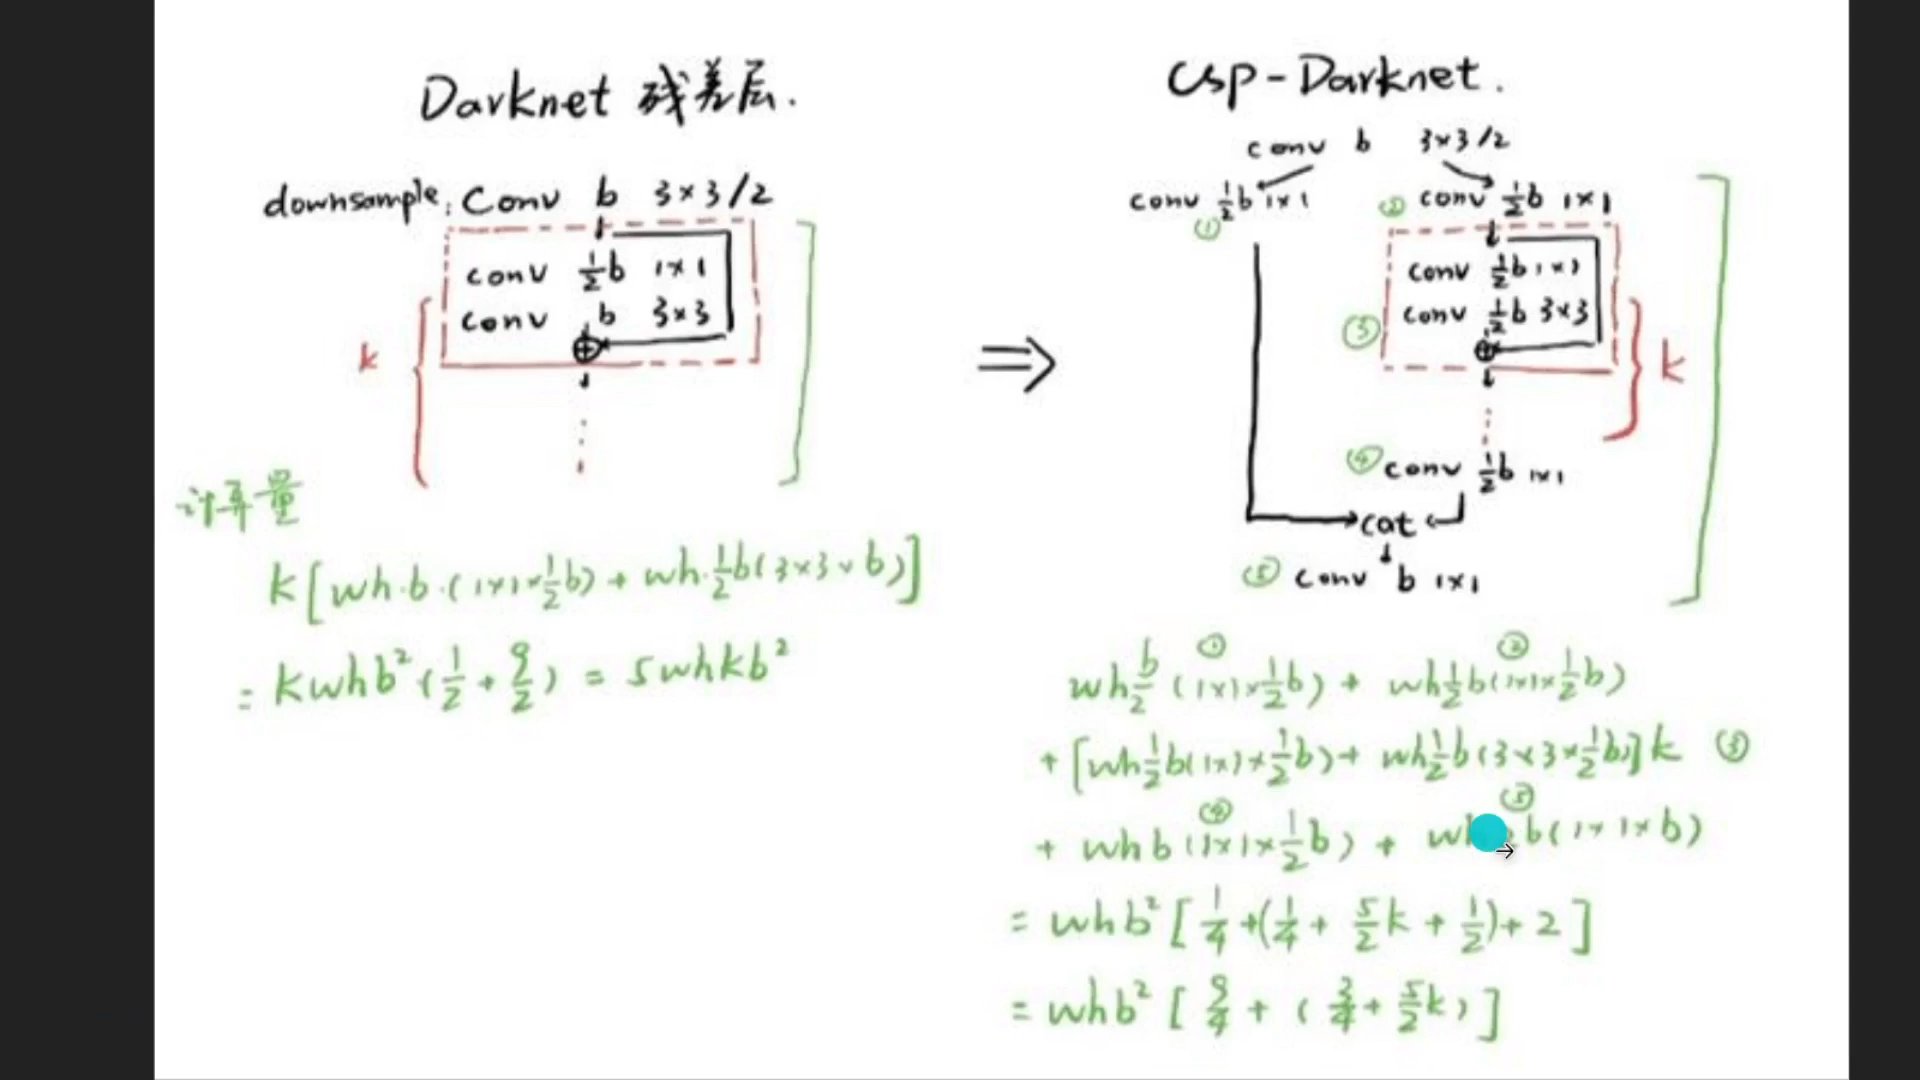 Darknet 残差层.
downsample: Conv b 3×3/2
conv 1/2b 1×1
conv b 3×3
k
计算量
k[wh·b·(1×1×1/2b) + wh·1/2b(3×3×b)]
= kwhb²(1/2 + 9/2) = 5whkb²
⇒
CSP-Darknet.
conv b 3×3/2
conv 1/2b 1×1 ② conv 1/2b 1×1
①
conv 1/2b 1×1
③ conv 1/2b 3×3
k
④ conv 1/2b 1×1
cat
⑤ conv b 1×1
① ②
wh b/2 (1×1×1/2b) + wh1/2b(1×1×1/2b)
+ [wh1/2b(1×1×1/2b) + wh1/2b(3×3×1/2b)]k ③
④ ⑤
+ whb(1×1×1/2b) + b(1×1×b)
= whb² [1/4 + (1/4 + 5/2k + 1/2) + 2]
= whb² [9/4 + (3/4 + 5/2k)]